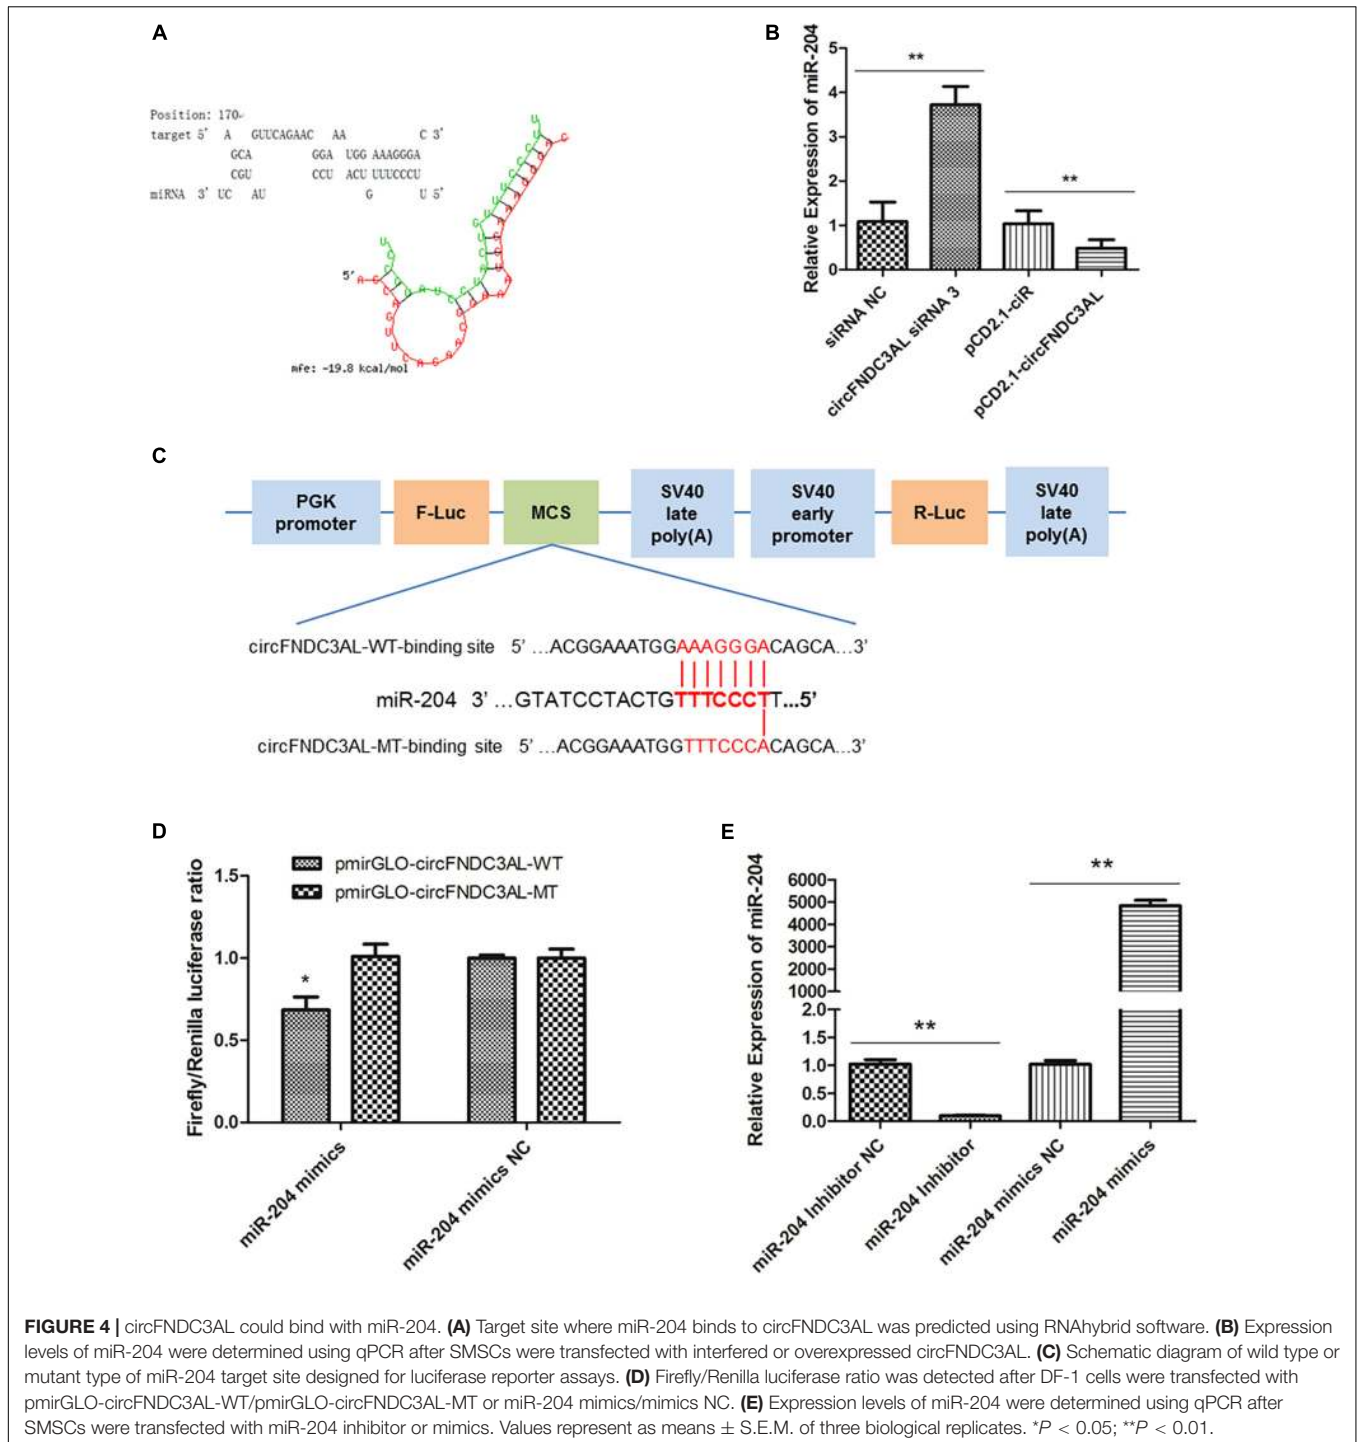 A
Position: 170
target 5' A GUUCAGAAC AA C 3'
GCA GGA UGG AAAGGGA
CGU CCU ACU UUUCCCU
miRNA 3' UC AU G U 5'
5'
mfe: -19.8 kcal/mol
B
Relative Expression of miR-204
5
4
3
2
1
0
**
**
siRNA NC
circFNDC3AL siRNA 3
pCD2.1-ciR
pCD2.1-circFNDC3AL
C
PGK promoter
F-Luc
MCS
SV40 late poly(A)
SV40 early promoter
R-Luc
SV40 late poly(A)
circFNDC3AL-WT-binding site 5' ...ACGGAAATGGAAAGGGACAGCA...3'
miR-204 3' ...GTATCCTACTGTTTCCCTT...5'
circFNDC3AL-MT-binding site 5' ...ACGGAAATGGTTTCCCACAGCA...3'
D
Firefly/Renilla luciferase ratio
pmirGLO-circFNDC3AL-WT
pmirGLO-circFNDC3AL-MT
1.5
1.0
0.5
0.0
*
miR-204 mimics
miR-204 mimics NC
E
Relative Expression of miR-204
6000
5000
4000
3000
2000
1000
2.0
1.5
1.0
0.5
0.0
**
**
miR-204 Inhibitor NC
miR-204 Inhibitor
miR-204 mimics NC
miR-204 mimics
FIGURE 4 | circFNDC3AL could bind with miR-204. (A) Target site where miR-204 binds to circFNDC3AL was predicted using RNAhybrid software. (B) Expression
levels of miR-204 were determined using qPCR after SMSCs were transfected with interfered or overexpressed circFNDC3AL. (C) Schematic diagram of wild type or
mutant type of miR-204 target site designed for luciferase reporter assays. (D) Firefly/Renilla luciferase ratio was detected after DF-1 cells were transfected with
pmirGLO-circFNDC3AL-WT/pmirGLO-circFNDC3AL-MT or miR-204 mimics/mimics NC. (E) Expression levels of miR-204 were determined using qPCR after
SMSCs were transfected with miR-204 inhibitor or mimics. Values represent as means ± S.E.M. of three biological replicates. *P < 0.05; **P < 0.01.